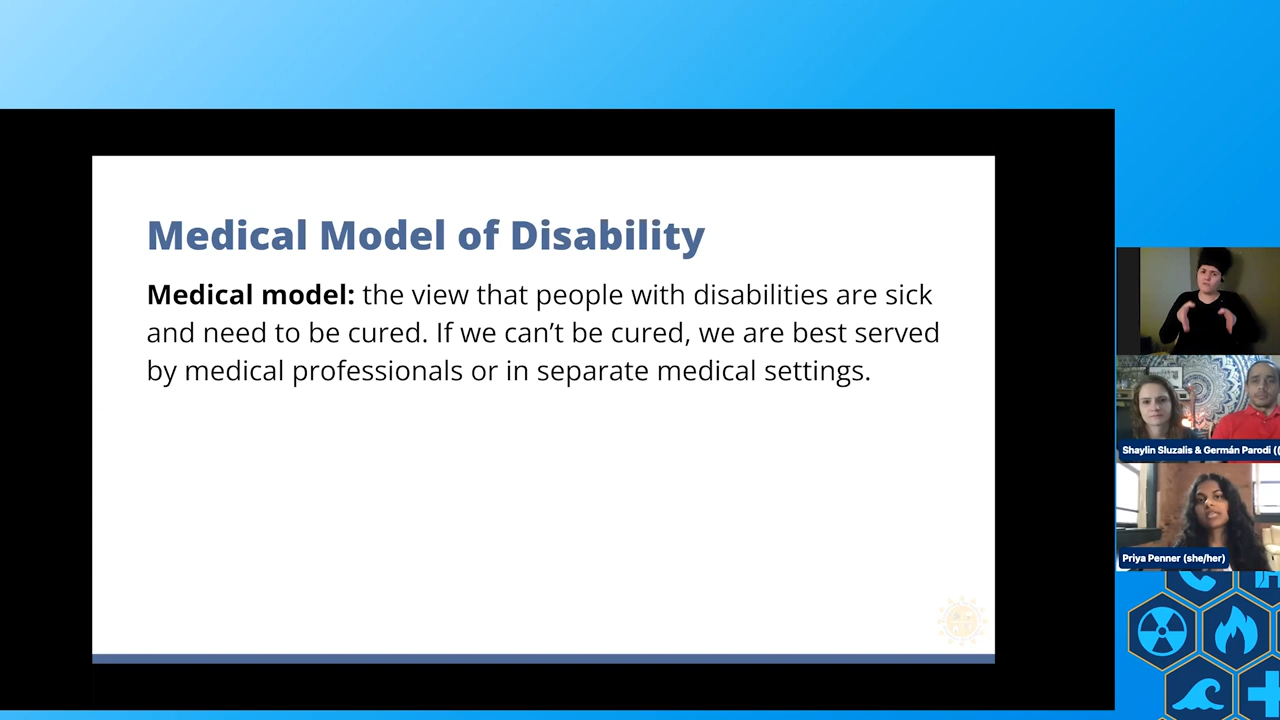 Medical Model of Disability
Medical model: the view that people with disabilities are sick
and need to be cured. If we can’t be cured, we are best served
by medical professionals or in separate medical settings.
Shaylin Sluzalis & Germán Parodi ((
Priya Penner (she/her)